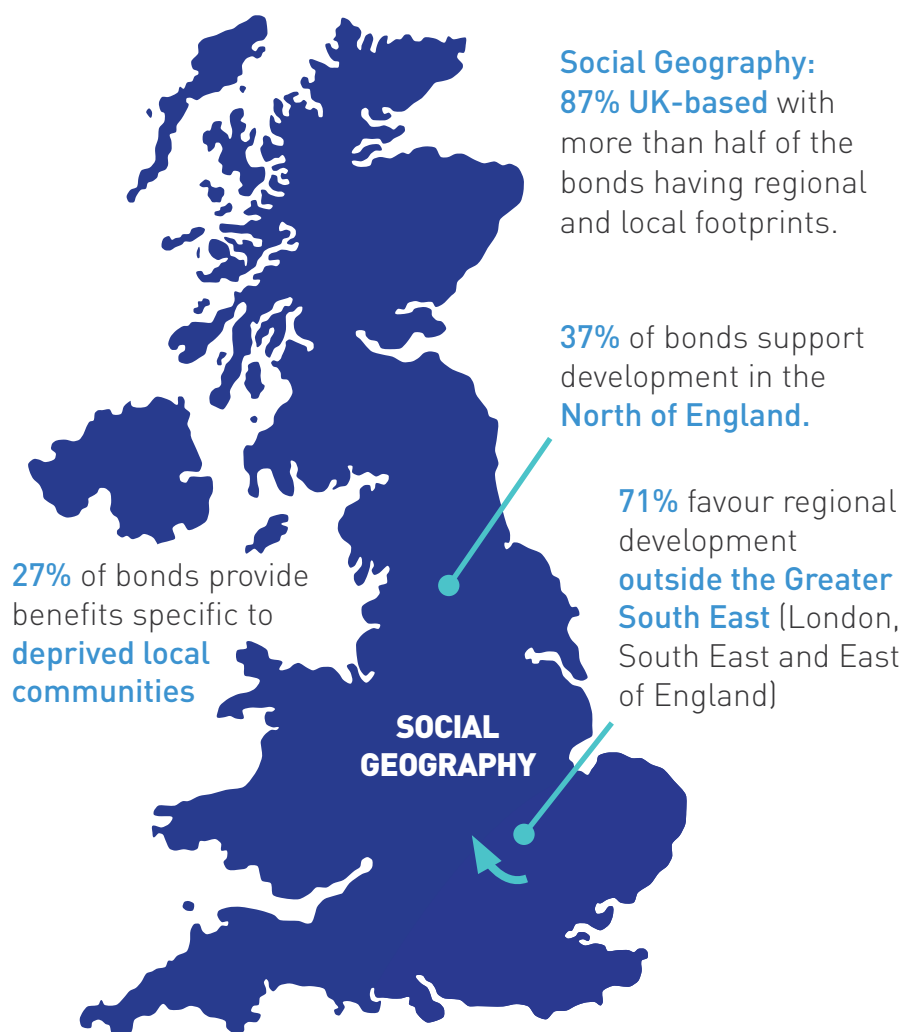 Social Geography:
87% UK-based with
more than half of the
bonds having regional
and local footprints.
37% of bonds support
development in the
North of England.
71% favour regional
development
outside the Greater
South East (London,
South East and East
of England)
27% of bonds provide
benefits specific to
deprived local
communities
SOCIAL
GEOGRAPHY